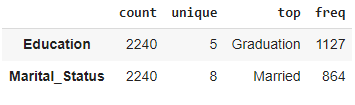 count unique top freq
Education 2240 5 Graduation 1127
Marital_Status 2240 8 Married 864